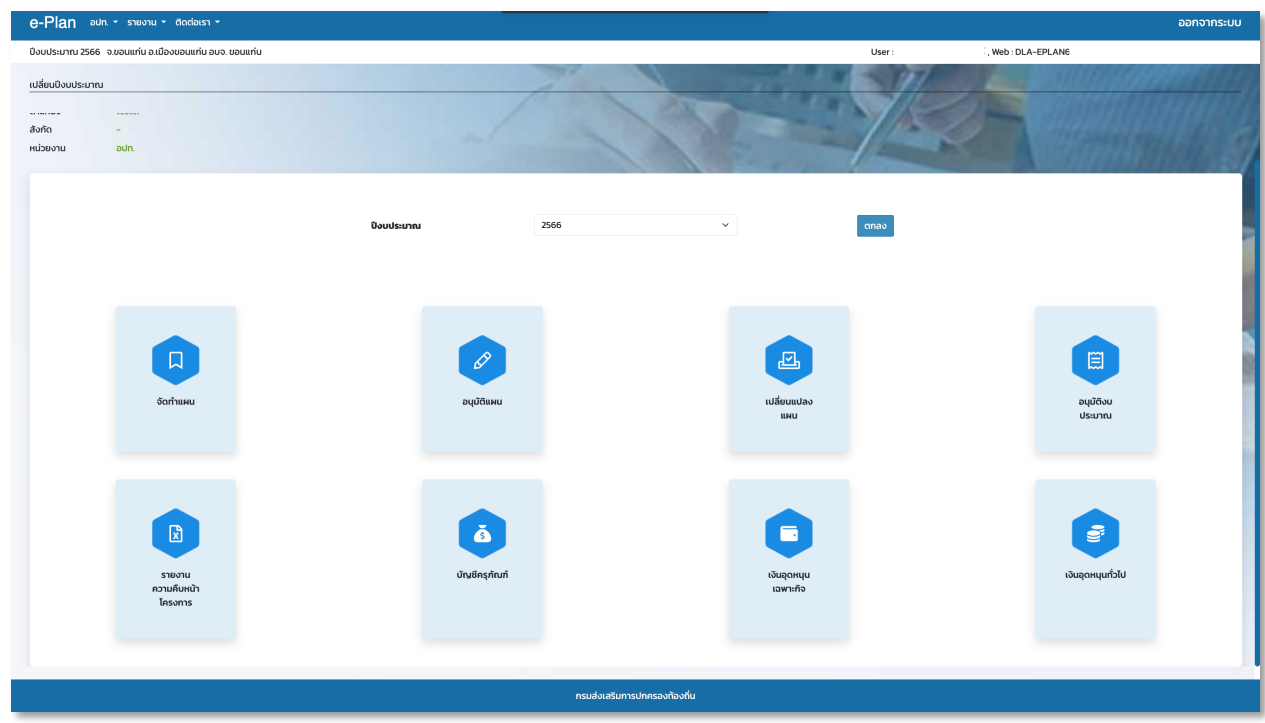 e-Plan อปท. รายงาน ติดต่อเรา ออกจากระบบ
ปีงบประมาณ 2566 จ.ขอนแก่น อ.เมืองขอนแก่น อบจ. ขอนแก่น User : , Web : DLA-EPLAN6
เปลี่ยนปีงบประมาณ
สังกัด -
หน่วยงาน อปท.
ปีงบประมาณ 2566 ตกลง
จัดทำแผน
อนุมัติแผน
เปลี่ยนแปลง
แผน
อนุมัติงบ
ประมาณ
รายงาน
ความคืบหน้า
โครงการ
บัญชีครุภัณฑ์
เงินอุดหนุน
เฉพาะกิจ
เงินอุดหนุนทั่วไป
กรมส่งเสริมการปกครองท้องถิ่น